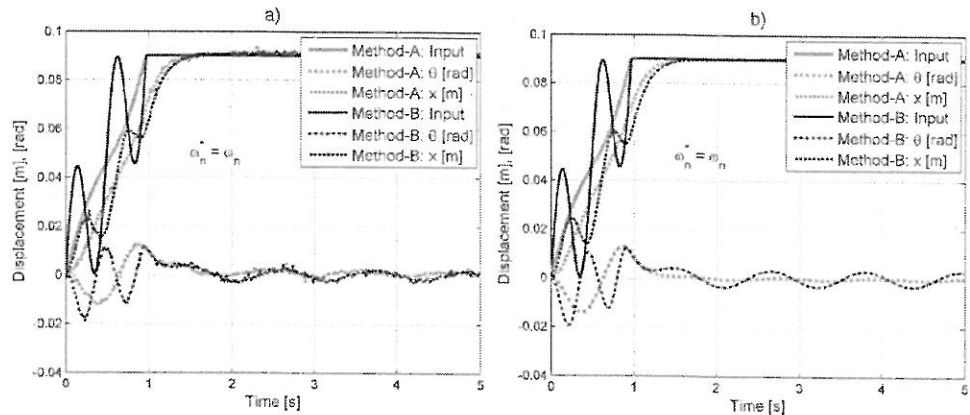 a)
0.1
0.08
0.06
0.04
0.02
0
-0.02
-0.04
Displacement [m], [rad]
0 1 2 3 4 5
Time [s]
Method-A: Input
Method-A: θ [rad]
Method-A: x [m]
Method-B: Input
Method-B: θ [rad]
Method-B: x [m]
ω*n = ωn
b)
0.1
0.08
0.06
0.04
0.02
0
-0.02
-0.04
Displacement [m], [rad]
0 1 2 3 4 5
Time [s]
Method-A: Input
Method-A: θ [rad]
Method-A: x [m]
Method-B: Input
Method-B: θ [rad]
Method-B: x [m]
ω*n = ωn